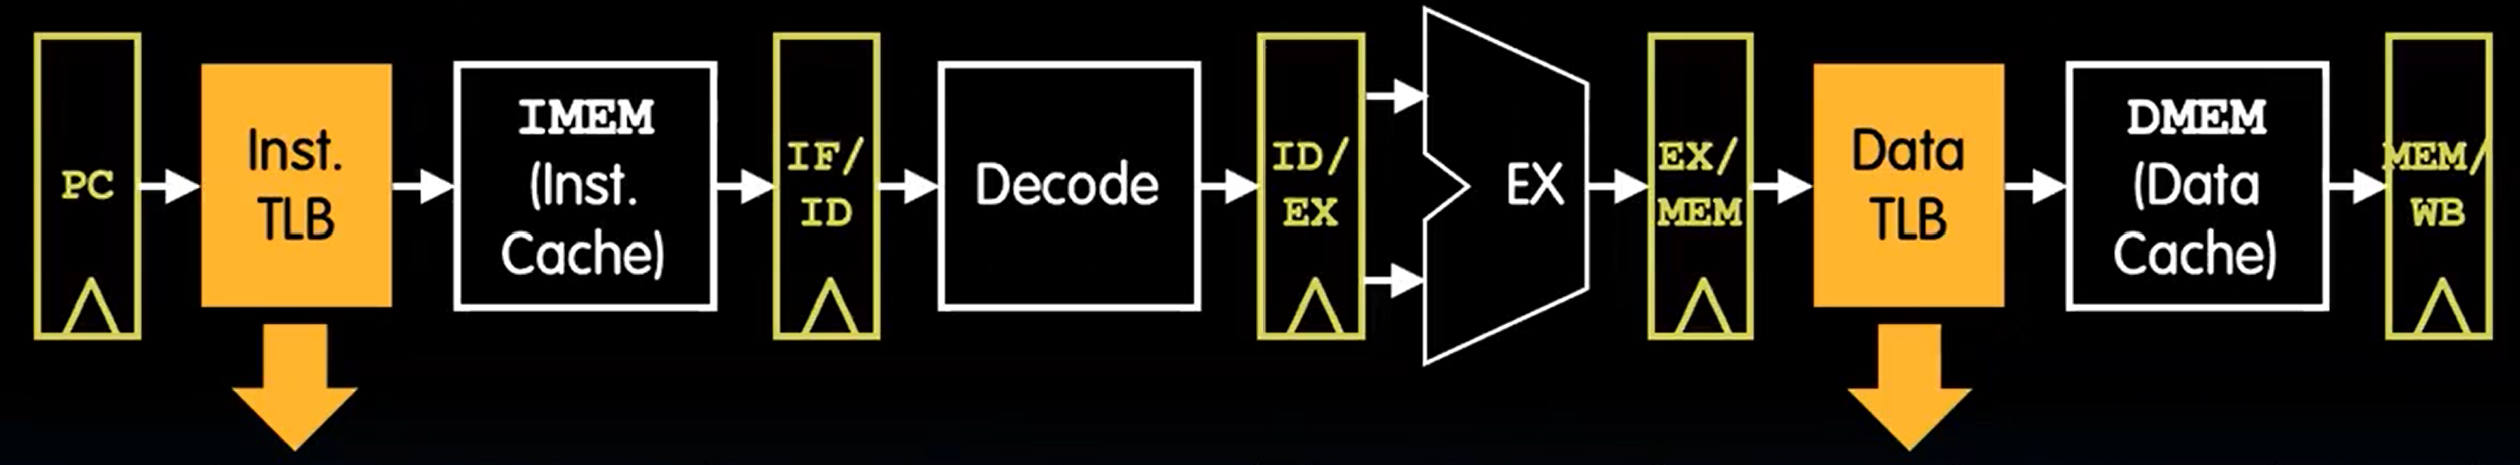 PC
Inst.
TLB
IMEM
(Inst.
Cache)
IF/
ID
Decode
ID/
EX
EX
EX/
MEM
Data
TLB
DMEM
(Data
Cache)
MEM/
WB